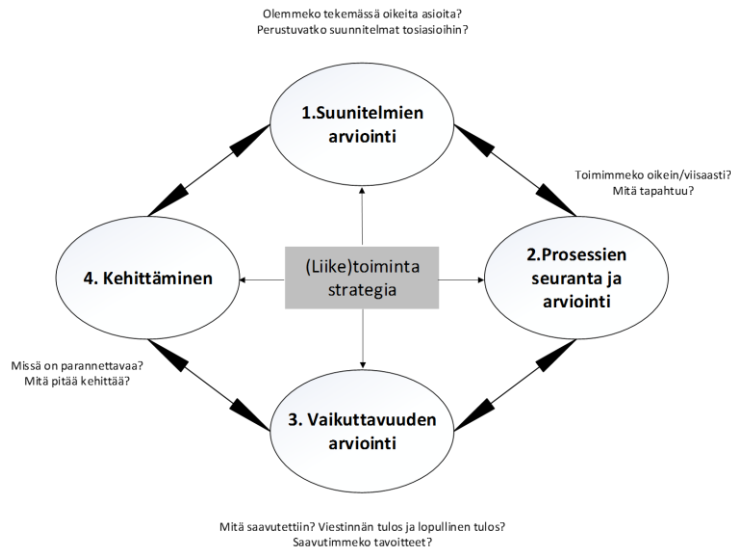 Olemmeko tekemässä oikeita asioita?
Perustuvatko suunnitelmat tosiasioihin?
1.Suunitelmien
arviointi
Toimimmeko oikein/viisaasti?
Mitä tapahtuu?
2.Prosessien
seuranta ja
arviointi
(Liike)toiminta
strategia
4. Kehittäminen
Missä on parannettavaa?
Mitä pitää kehittää?
3. Vaikuttavuuden
arviointi
Mitä saavutettiin? Viestinnän tulos ja lopullinen tulos?
Saavutimmeko tavoitteet?